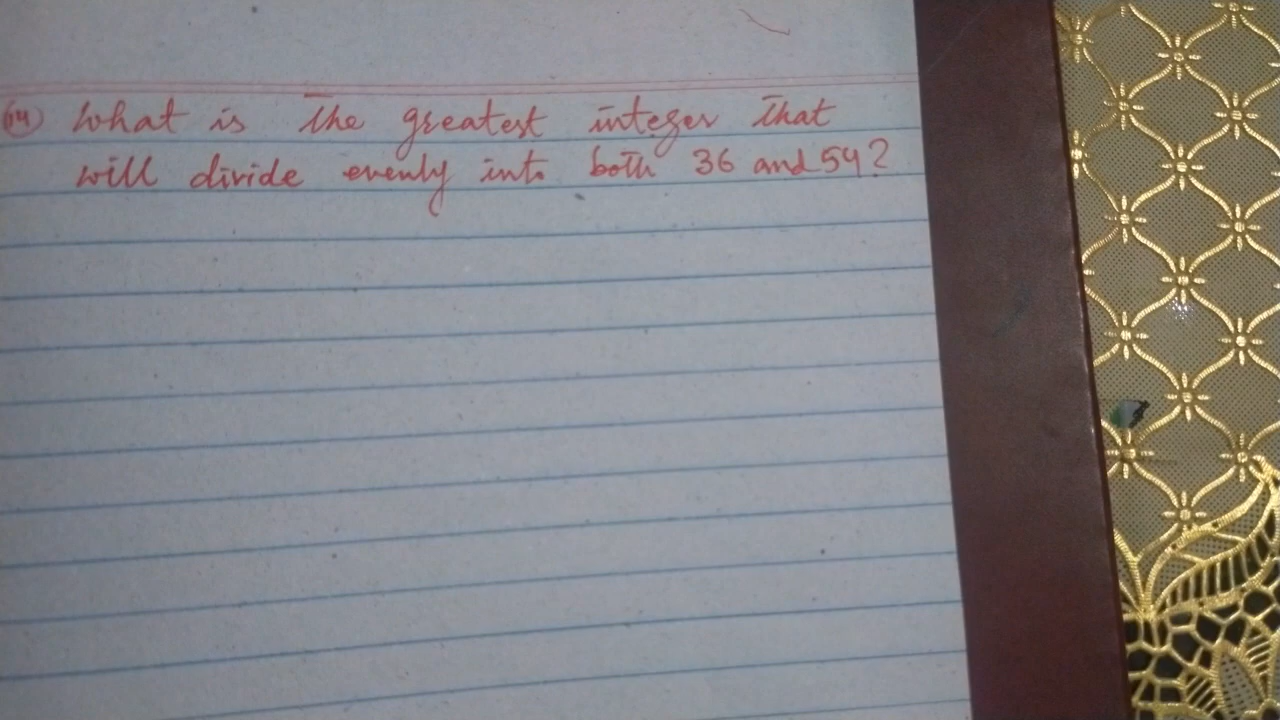 (14) What is the greatest integer that
will divide evenly into both 36 and 54?